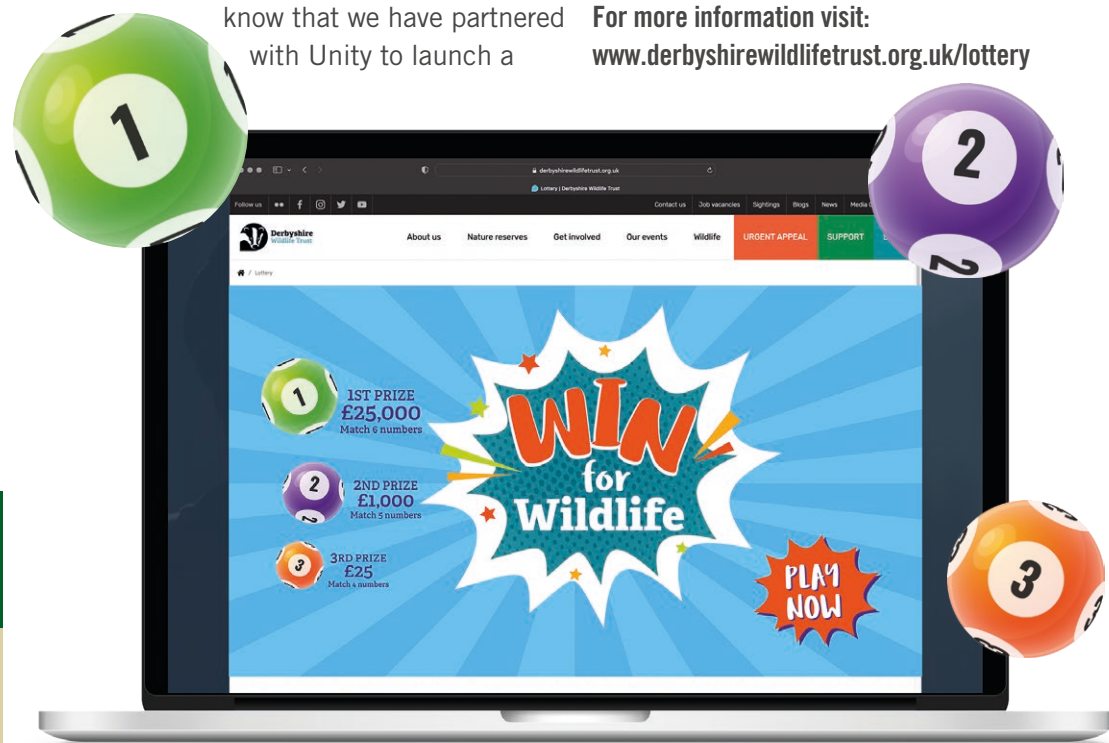 know that we have partnered
with Unity to launch a
For more information visit:
www.derbyshirewildlifetrust.org.uk/lottery
1
2
2
derbyshirewildlifetrust.org.uk
Lottery | Derbyshire Wildlife Trust
Follow us
Contact us Job vacancies Sightings Blogs News Media
Derbyshire
Wildlife Trust
About us Nature reserves Get involved Our events Wildlife URGENT APPEAL SUPPORT
/ Lottery
1
1ST PRIZE
£25,000
Match 6 numbers
2
2
2ND PRIZE
£1,000
Match 5 numbers
3
3RD PRIZE
£25
Match 4 numbers
WIN
for
Wildlife
PLAY
NOW
3
3